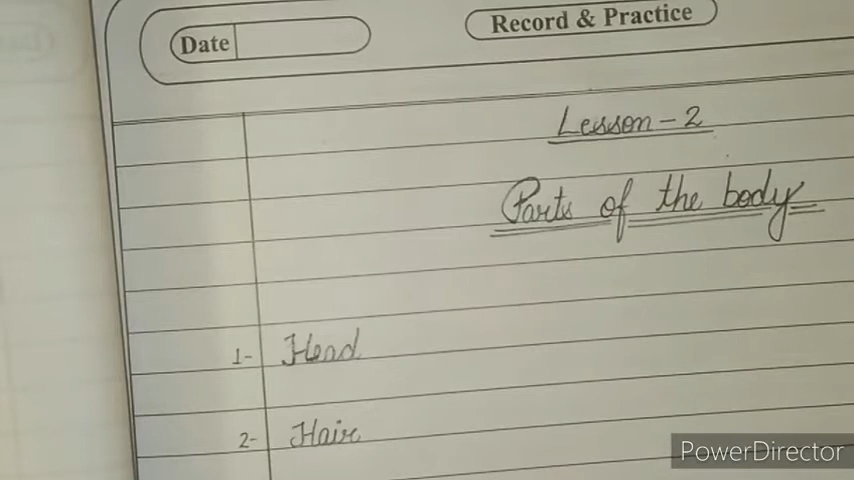 Record & Practice
Date
Lesson - 2
Parts of the body
1- Head
2- Hair
PowerDirector